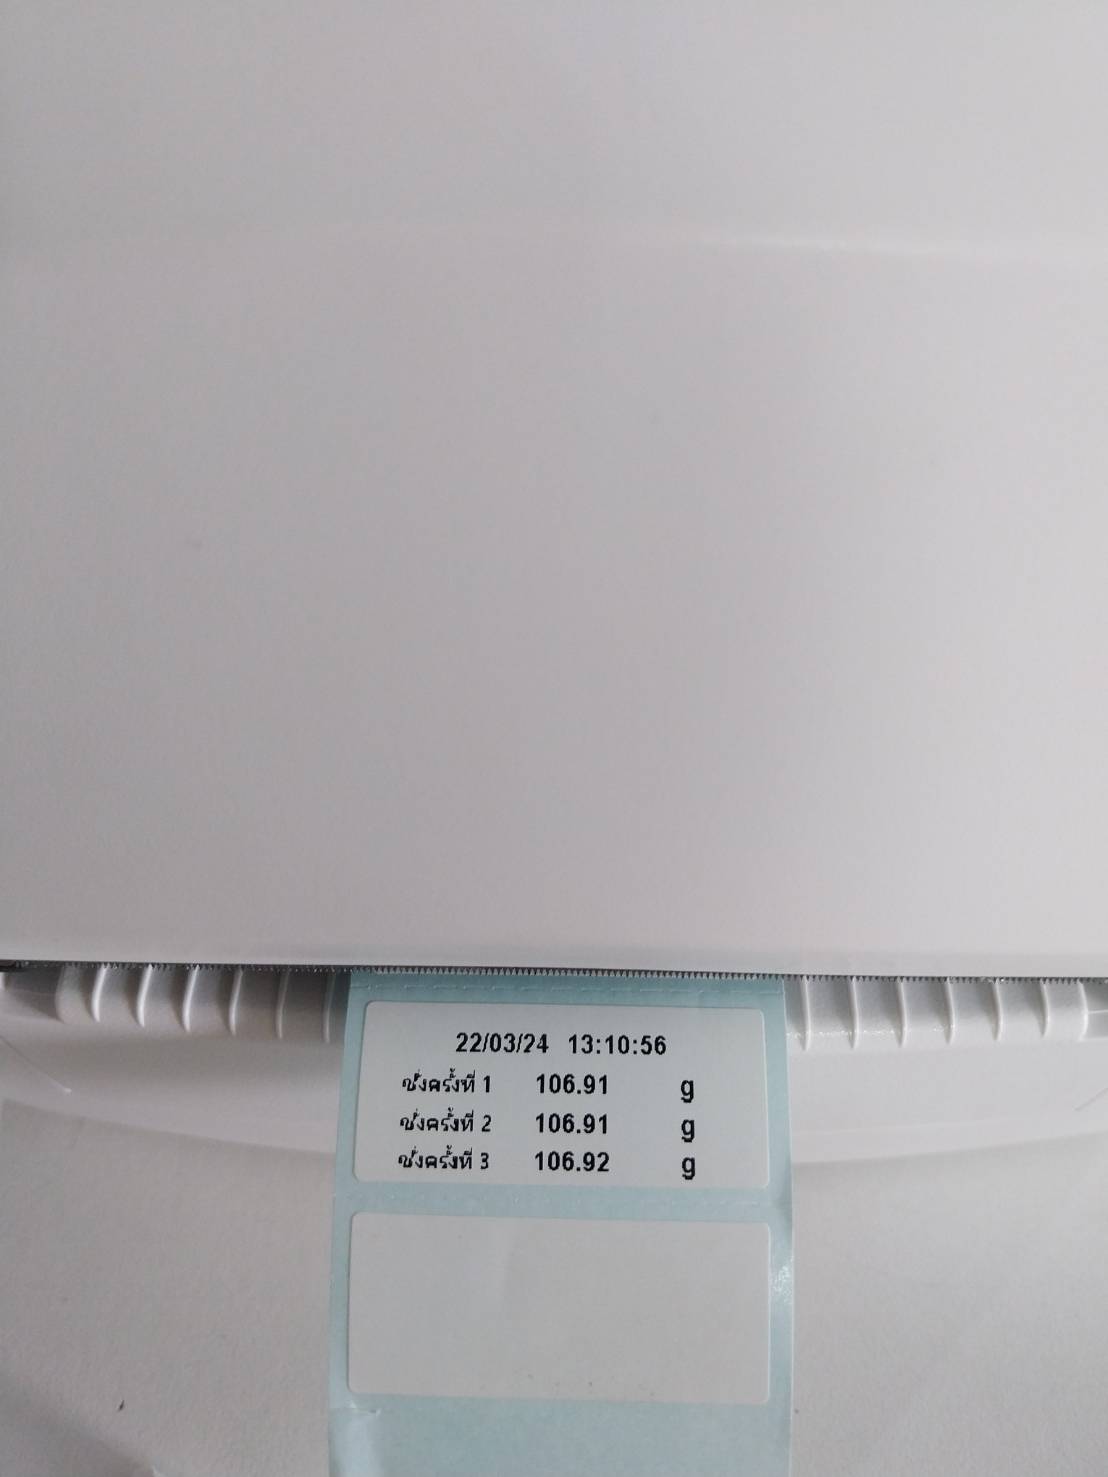 22/03/24 13:10:56
ชั่งครั้งที่ 1 106.91 g
ชั่งครั้งที่ 2 106.91 g
ชั่งครั้งที่ 3 106.92 g